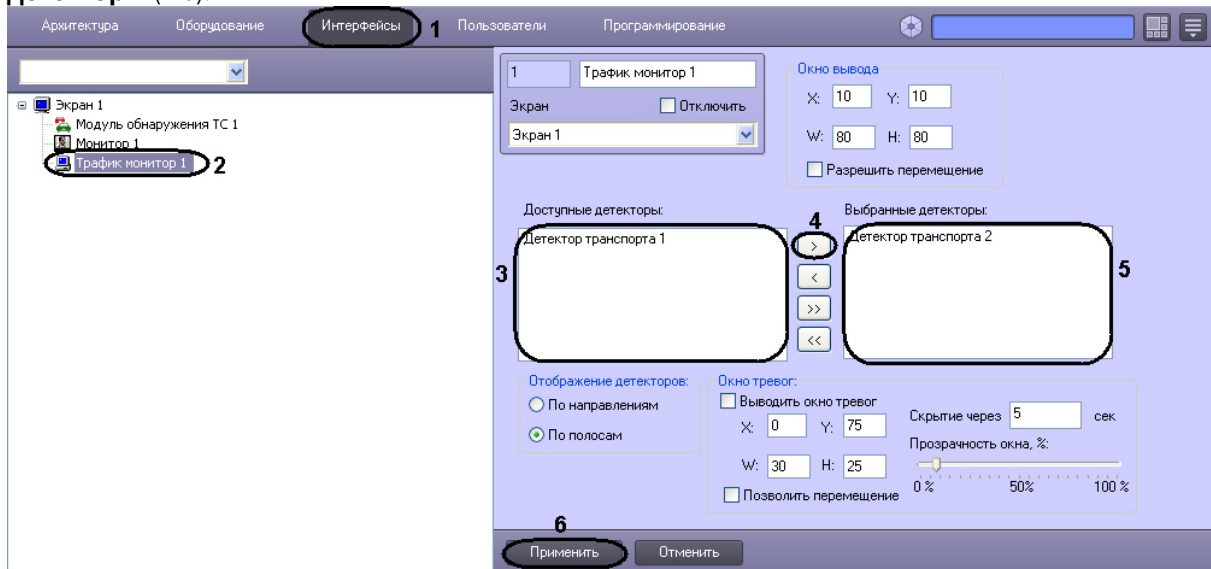 Архитектура Оборудование Интерфейсы 1 Пользователи Программирование
1 Трафик монитор 1
Экран Отключить
Экран 1
Окно вывода
X: 10 Y: 10
W: 80 H: 80
Разрешить перемещение
Экран 1
Модуль обнаружения ТС 1
Монитор 1
Трафик монитор 1 2
Доступные детекторы:
Детектор транспорта 1
3
4
>
<
>>
<<
Выбранные детекторы:
Детектор транспорта 2
5
Отображение детекторов:
По направлениям
По полосам
Окно тревог:
Выводить окно тревог
X: 0 Y: 75
W: 30 H: 25
Позволить перемещение
Скрытие через 5 сек
Прозрачность окна, %:
0 % 50% 100 %
6
Применить Отменить